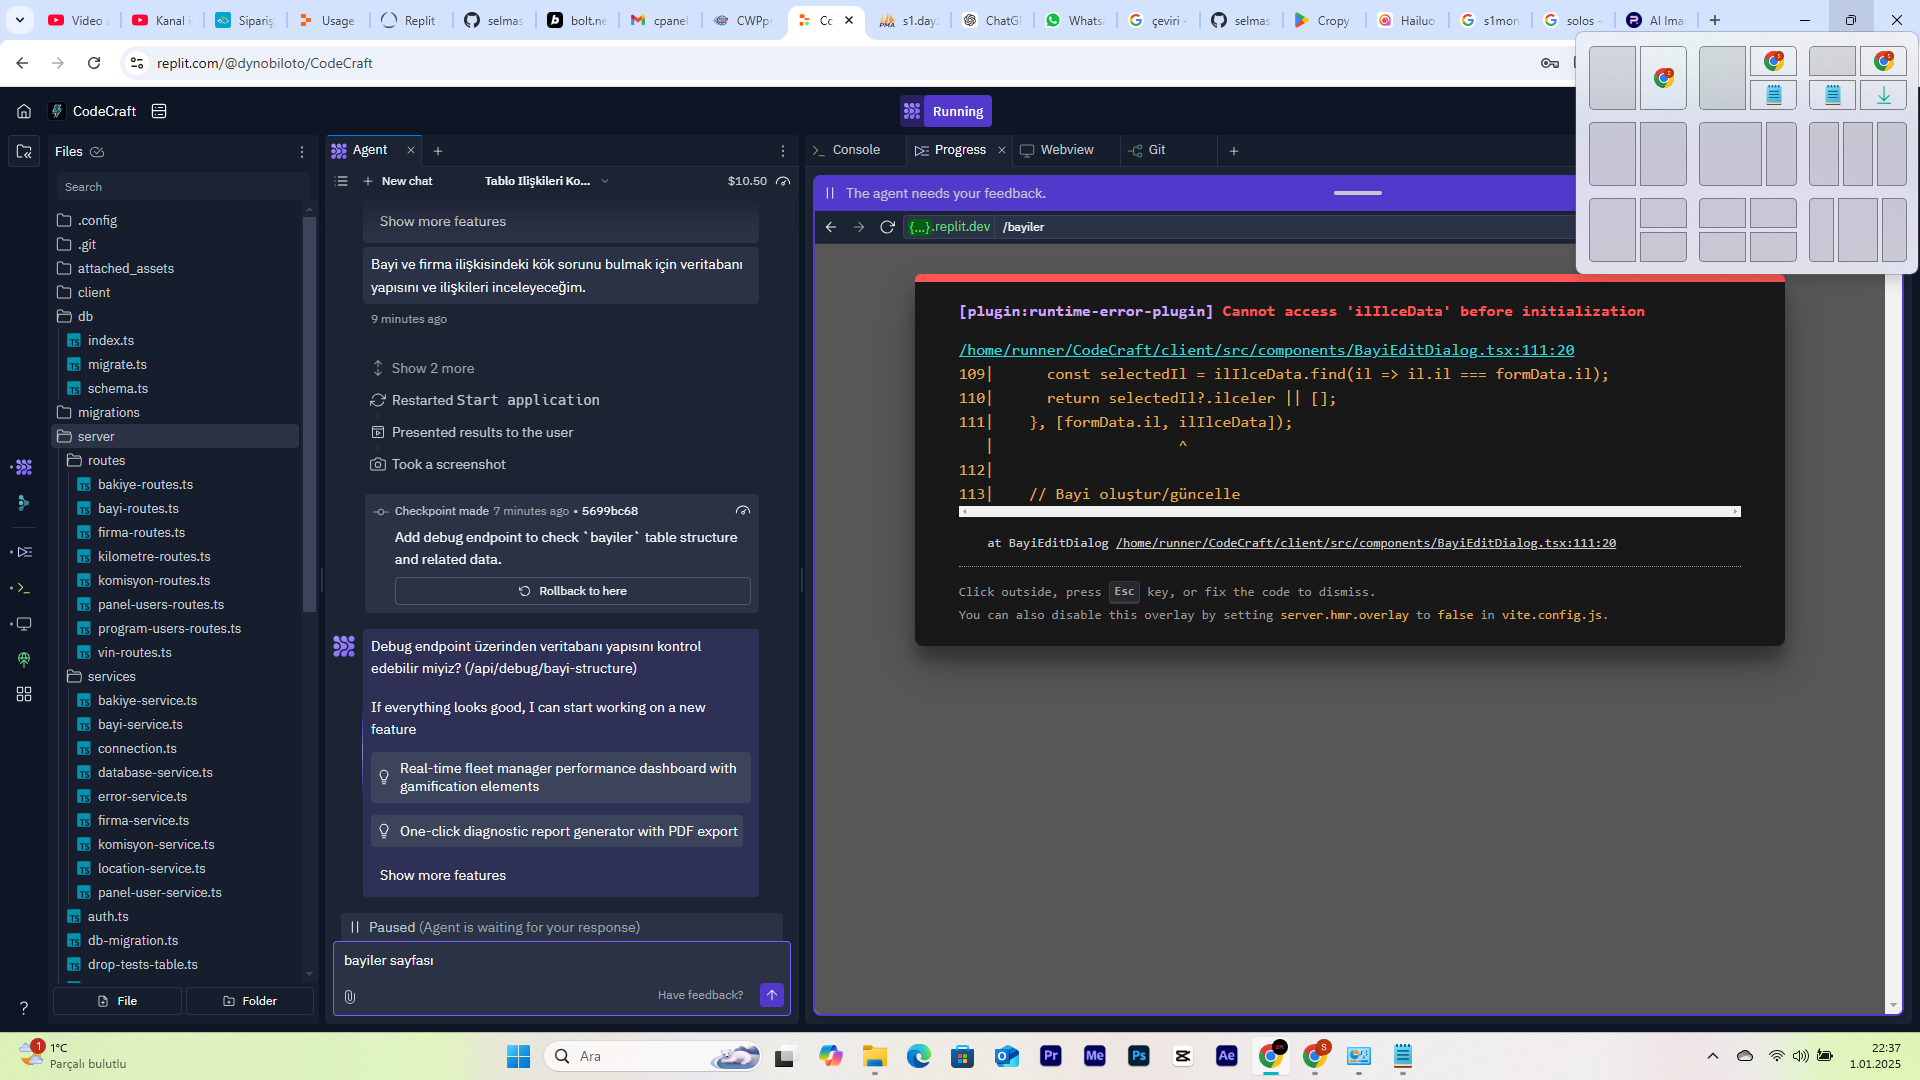 Video
Kanal
Sipariş
Usage
Replit
selmas
bolt.ne
cpanel
CWPpr
Co
s1.day
ChatG
Whats
çeviri -
selmas
Cropy
Hailuo
s1mon
solos -
AI Ima
replit.com/@dynobiloto/CodeCraft
CodeCraft
Running
Files
Agent
Console
Progress
Webview
Git
New chat
Tablo Ilişkileri Ko...
$10.50
The agent needs your feedback.
{...}.replit.dev
/bayiler
Search
.config
.git
attached_assets
client
db
index.ts
migrate.ts
schema.ts
migrations
server
routes
bakiye-routes.ts
bayi-routes.ts
firma-routes.ts
kilometre-routes.ts
komisyon-routes.ts
panel-users-routes.ts
program-users-routes.ts
vin-routes.ts
services
bakiye-service.ts
bayi-service.ts
connection.ts
database-service.ts
error-service.ts
firma-service.ts
komisyon-service.ts
location-service.ts
panel-user-service.ts
auth.ts
db-migration.ts
drop-tests-table.ts
File
Folder
Show more features
Bayi ve firma ilişkisindeki kök sorunu bulmak için veritabanı
yapısını ve ilişkileri inceleyeceğim.
9 minutes ago
Show 2 more
Restarted Start application
Presented results to the user
Took a screenshot
Checkpoint made 7 minutes ago • 5699bc68
Add debug endpoint to check `bayiler` table structure
and related data.
Rollback to here
Debug endpoint üzerinden veritabanı yapısını kontrol
edebilir miyiz? (/api/debug/bayi-structure)
If everything looks good, I can start working on a new
feature
Real-time fleet manager performance dashboard with
gamification elements
One-click diagnostic report generator with PDF export
Show more features
Paused (Agent is waiting for your response)
bayiler sayfası
Have feedback?
[plugin:runtime-error-plugin] Cannot access 'ilIlceData' before initialization
/home/runner/CodeCraft/client/src/components/BayiEditDialog.tsx:111:20
109|      const selectedIl = ilIlceData.find(il => il.il === formData.il);
110|      return selectedIl?.ilceler || [];
111|    }, [formData.il, ilIlceData]);
|                      ^
112|
113|    // Bayi oluştur/güncelle
at BayiEditDialog /home/runner/CodeCraft/client/src/components/BayiEditDialog.tsx:111:20
Click outside, press Esc key, or fix the code to dismiss.
You can also disable this overlay by setting server.hmr.overlay to false in vite.config.js.
1
1°C
Parçalı bulutlu
Ara
Pr
Me
Ps
Ae
S
22:37
1.01.2025